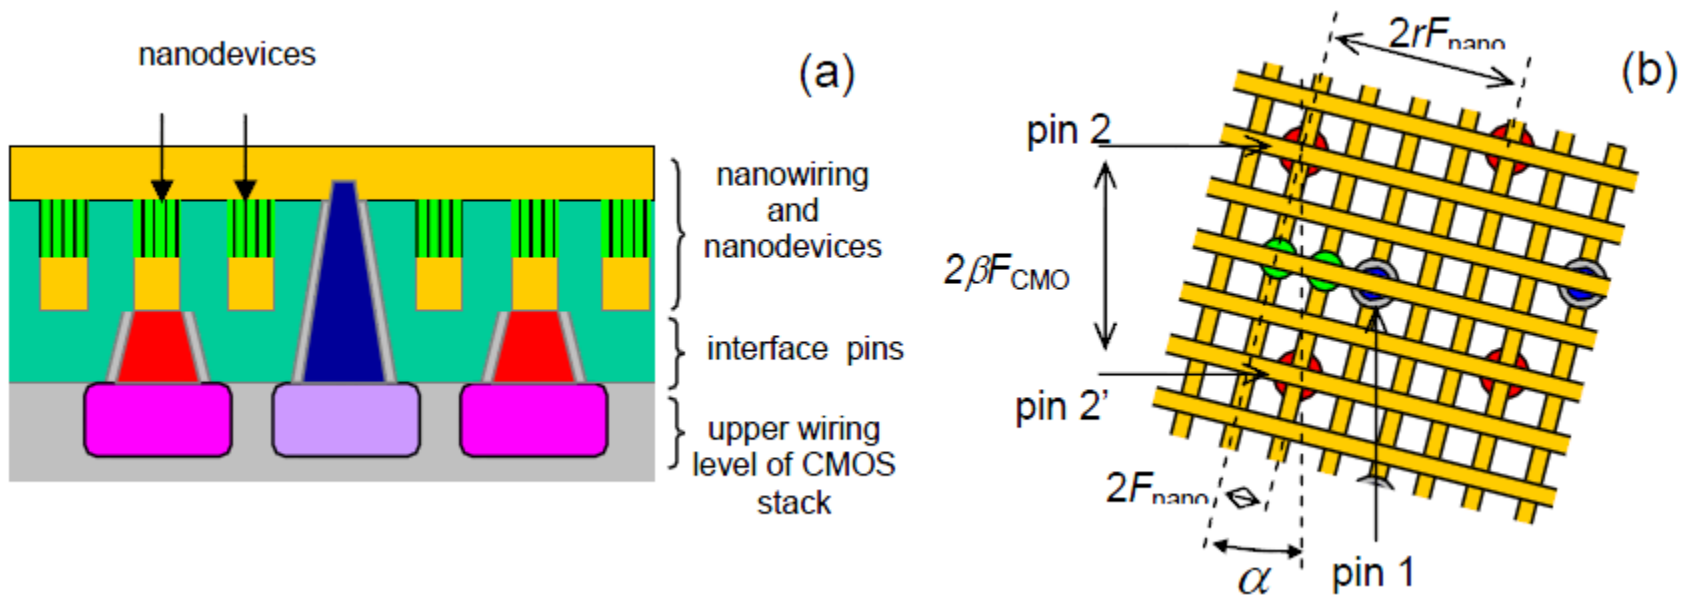 nanodevices
(a)
nanowiring
and
nanodevices
interface pins
upper wiring
level of CMOS
stack
(b)
2rFnano
pin 2
2βFCMO
pin 2'
2Fnano
α
pin 1